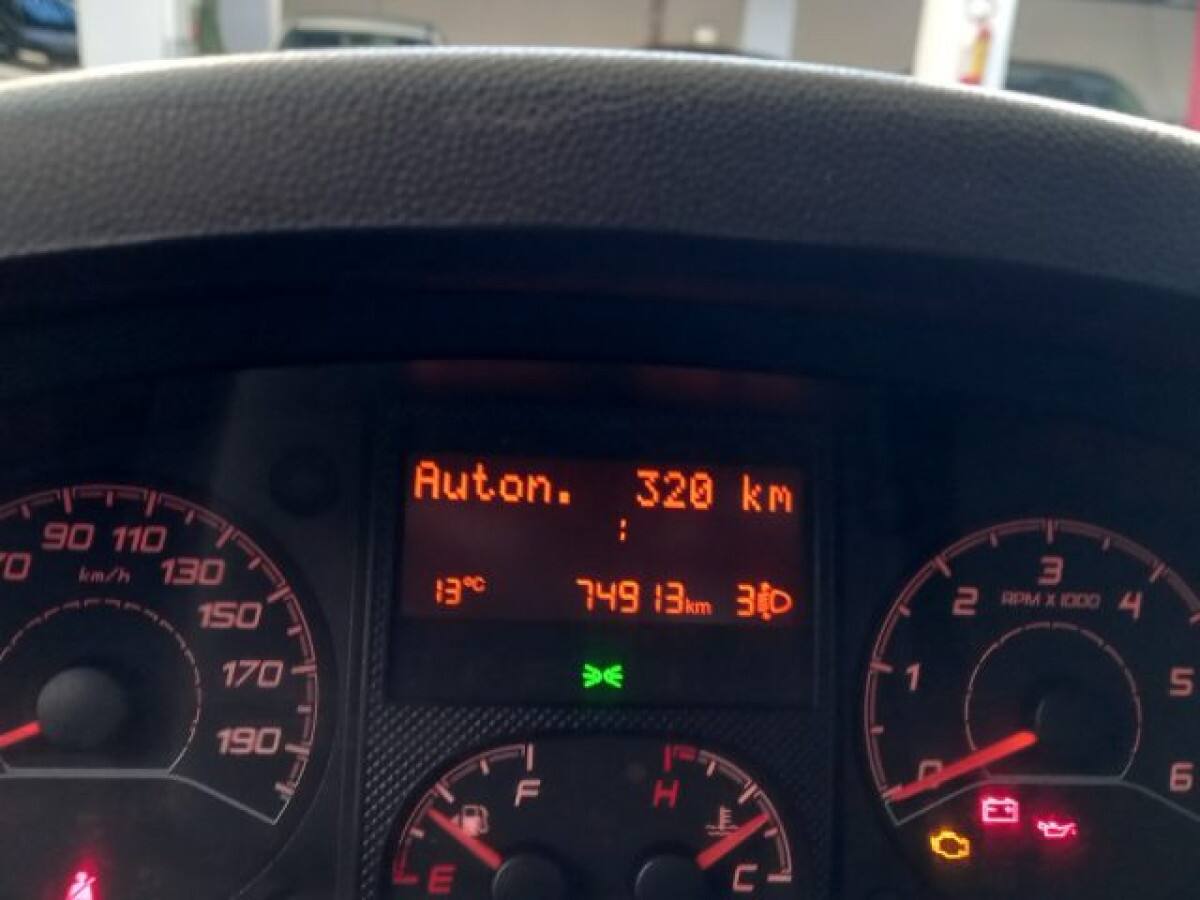 Auton. 320 km
13°C 74913km 3
70 90 110 130 150 170 190
km/h
0 1 2 3 4 5 6
RPM X 1000
E F
H C